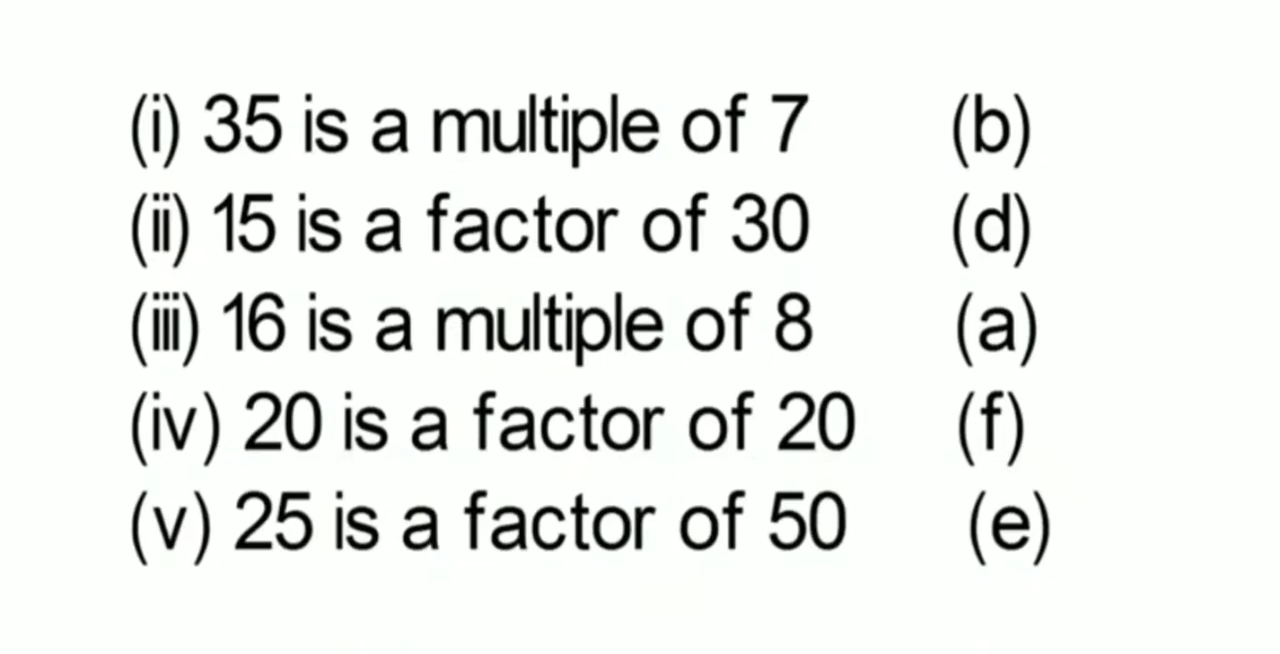 (i) 35 is a multiple of 7 (b)
(ii) 15 is a factor of 30 (d)
(iii) 16 is a multiple of 8 (a)
(iv) 20 is a factor of 20 (f)
(v) 25 is a factor of 50 (e)